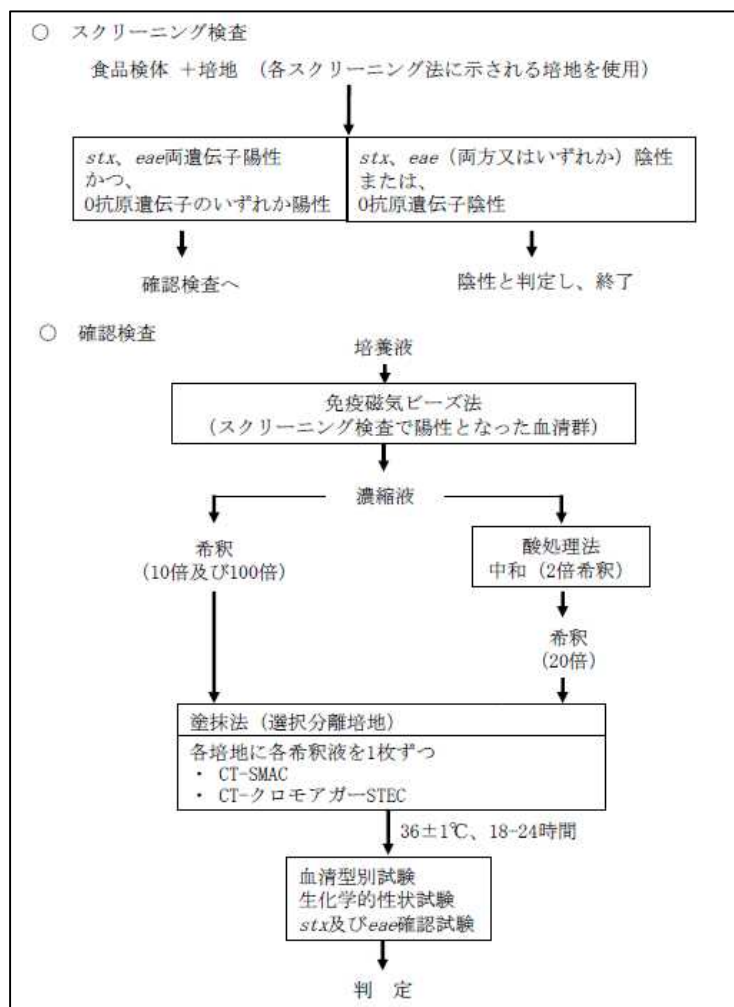 ○ スクリーニング検査
食品検体 +培地 (各スクリーニング法に示される培地を使用)
stx、eae両遺伝子陽性
かつ、
O抗原遺伝子のいずれか陽性
stx、eae (両方又はいずれか) 陰性
または、
O抗原遺伝子陰性
確認検査へ
陰性と判定し、終了
○ 確認検査
培養液
免疫磁気ビーズ法
(スクリーニング検査で陽性となった血清群)
濃縮液
希釈
(10倍及び100倍)
酸処理法
中和 (2倍希釈)
希釈
(20倍)
塗抹法 (選択分離培地)
各培地に各希釈液を1枚ずつ
・ CT-SMAC
・ CT-クロモアガーSTEC
36±1℃、18-24時間
血清型別試験
生化学的性状試験
stx及びeae確認試験
判 定